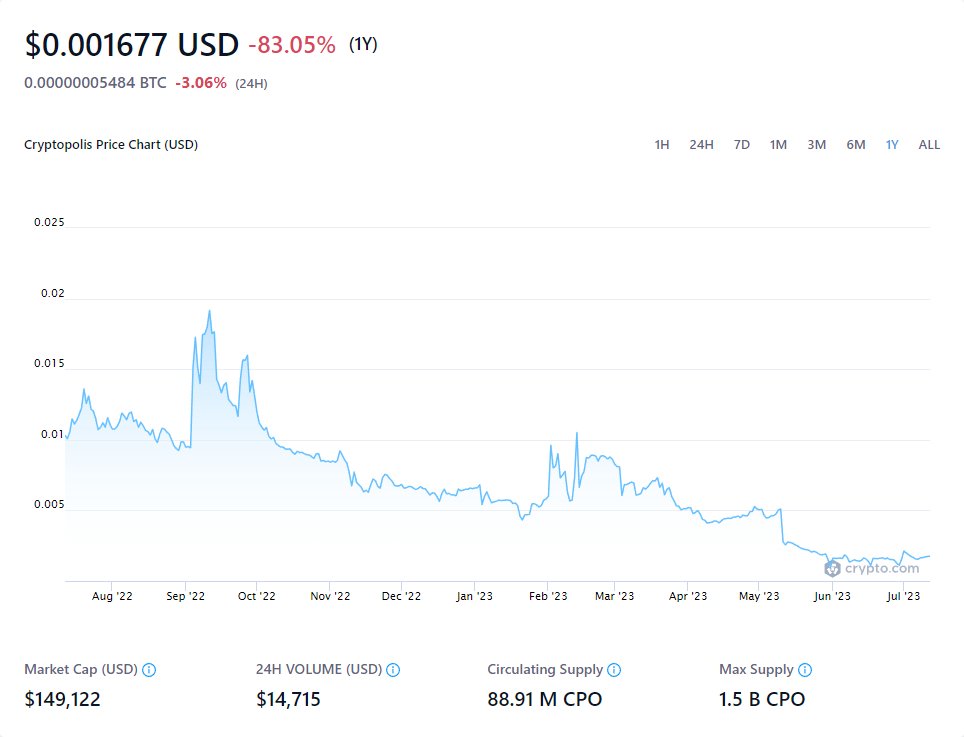 $0.001677 USD -83.05% (1Y)
0.00000005484 BTC -3.06% (24H)
Cryptopolis Price Chart (USD) 1H 24H 7D 1M 3M 6M 1Y ALL
0.025
0.02
0.015
0.01
0.005
crypto.com
Aug '22 Sep '22 Oct '22 Nov '22 Dec '22 Jan '23 Feb '23 Mar '23 Apr '23 May '23 Jun '23 Jul '23
Market Cap (USD) 24H VOLUME (USD) Circulating Supply Max Supply
$149,122 $14,715 88.91 M CPO 1.5 B CPO